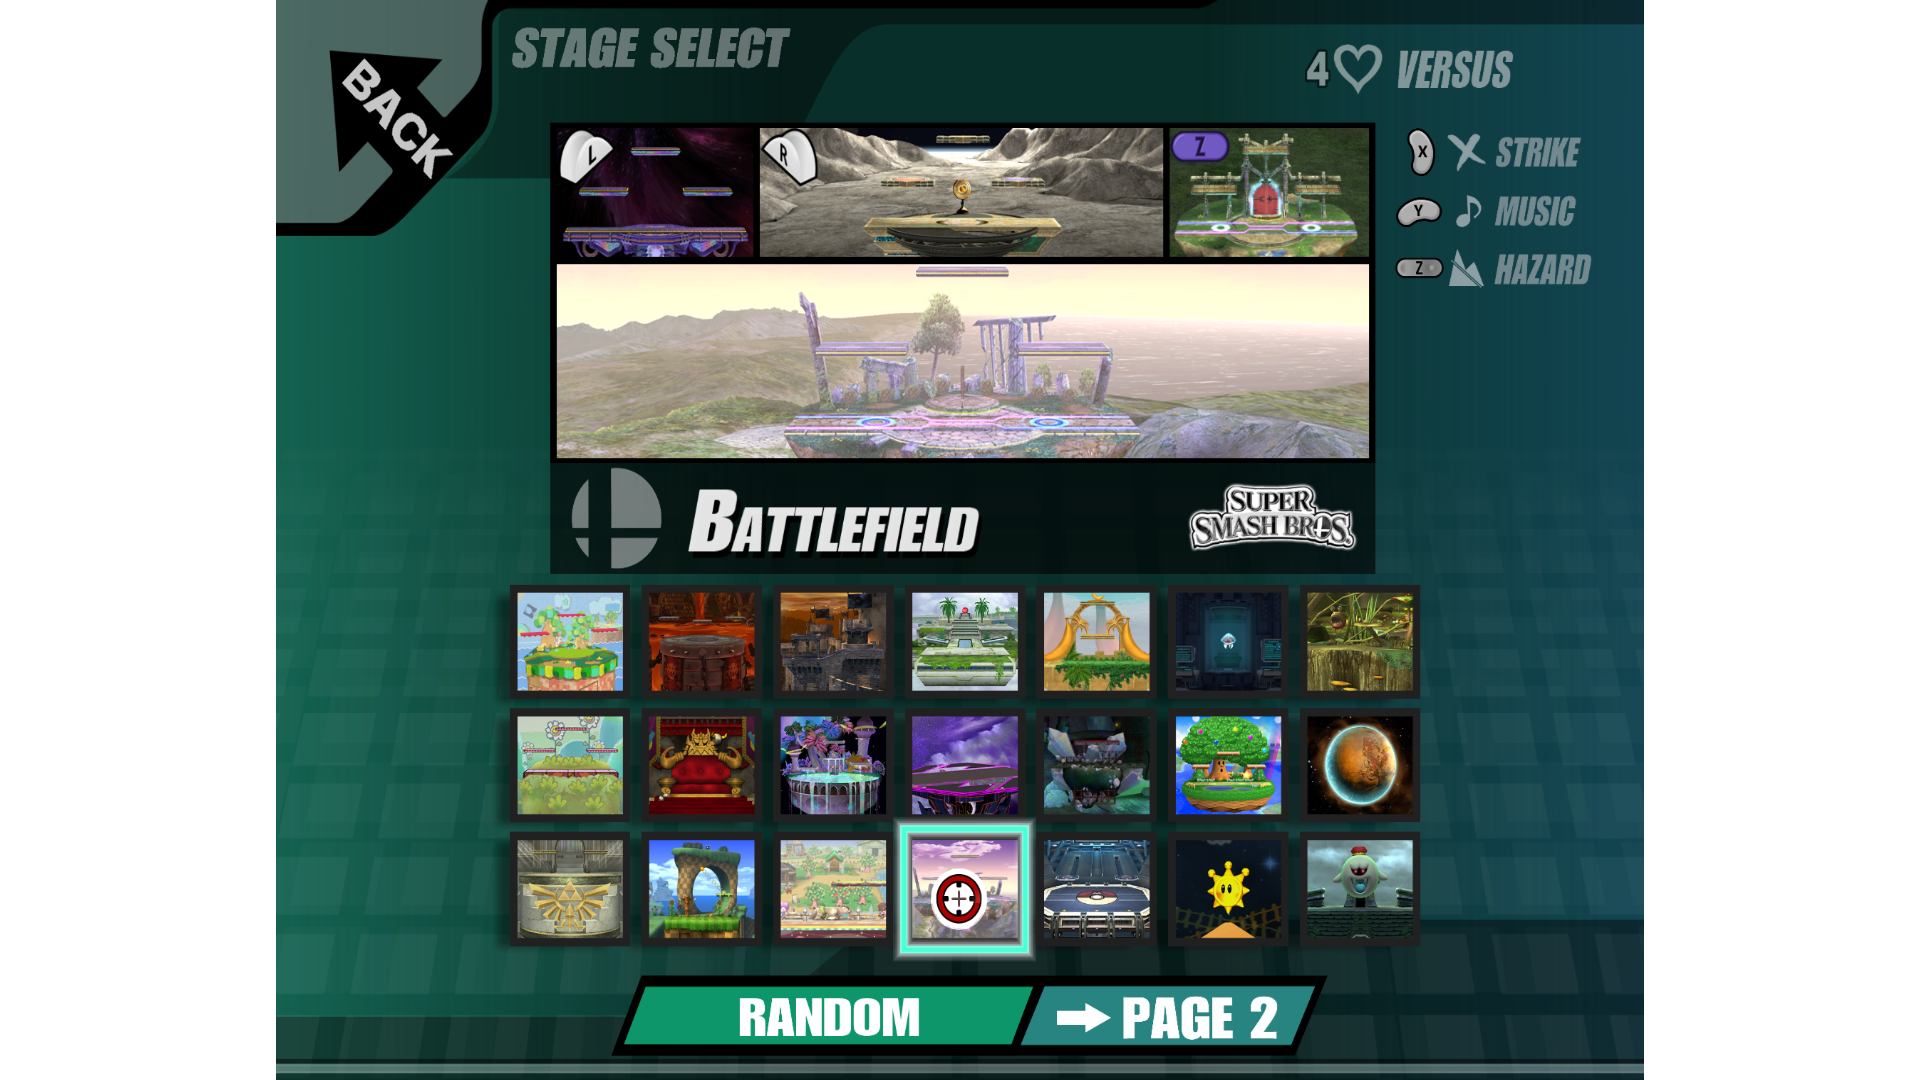 BACK
STAGE SELECT
4 VERSUS
L
R
Z
X STRIKE
Y MUSIC
Z HAZARD
BATTLEFIELD
SUPER
SMASH BROS.
RANDOM
PAGE 2